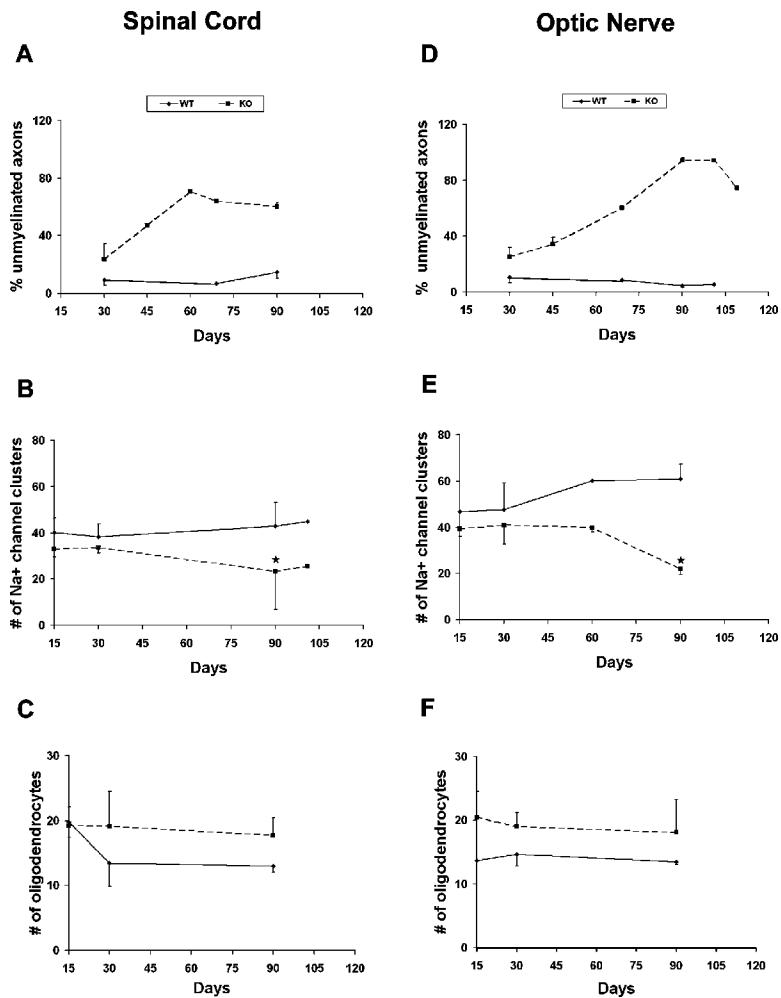 Spinal Cord
Optic Nerve
A
WT KO
% unmyelinated axons
120
80
40
0
15 30 45 60 75 90 105 120
Days
D
WT KO
% unmyelinated axons
120
80
40
0
15 30 45 60 75 90 105 120
Days
B
# of Na+ channel clusters
80
60
40
20
0
15 30 45 60 75 90 105 120
Days
E
# of Na+ channel clusters
80
60
40
20
0
15 30 45 60 75 90 105 120
Days
C
# of oligodendrocytes
30
20
10
0
15 30 45 60 75 90 105 120
Days
F
# of oligodendrocytes
30
20
10
0
15 30 45 60 75 90 105 120
Days